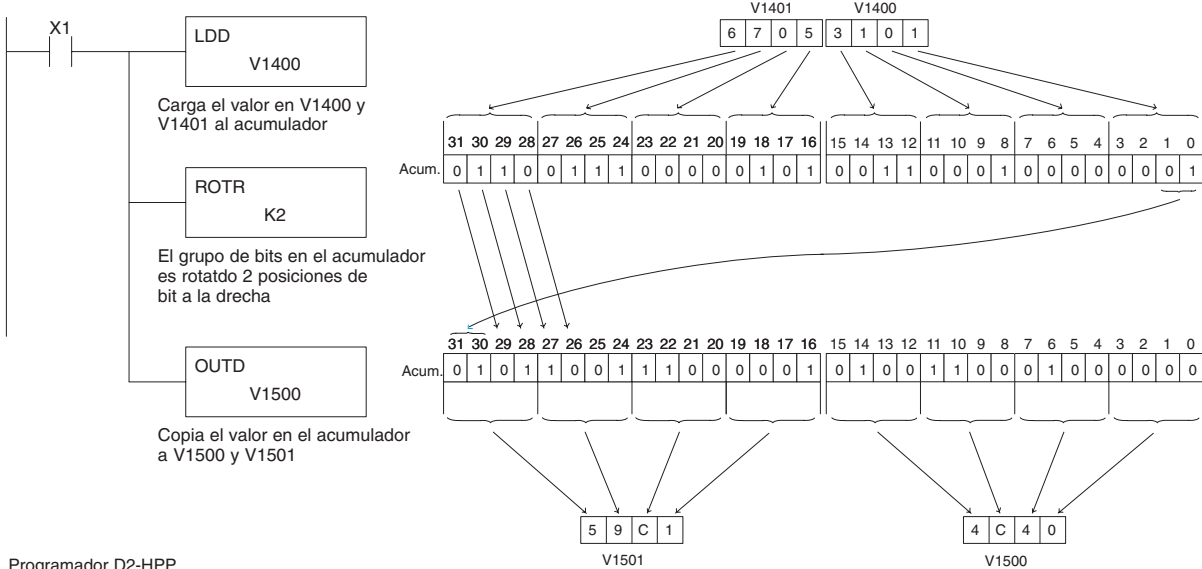 X1
LDD
V1400
Carga el valor en V1400 y
V1401 al acumulador
ROTR
K2
El grupo de bits en el acumulador
es rotatdo 2 posiciones de
bit a la drecha
OUTD
V1500
Copia el valor en el acumulador
a V1500 y V1501
Programador D2-HPP
V1401 V1400
6 7 0 5 3 1 0 1
31 30 29 28 27 26 25 24 23 22 21 20 19 18 17 16 15 14 13 12 11 10 9 8 7 6 5 4 3 2 1 0
Acum. 0 1 1 0 0 1 1 1 0 0 0 0 0 1 0 1 0 0 1 1 0 0 0 1 0 0 0 0 0 0 0 1
31 30 29 28 27 26 25 24 23 22 21 20 19 18 17 16 15 14 13 12 11 10 9 8 7 6 5 4 3 2 1 0
Acum. 0 1 0 1 1 0 0 1 1 1 0 0 0 0 0 1 0 1 0 0 1 1 0 0 0 1 0 0 0 0 0 0
5 9 C 1 4 C 4 0
V1501 V1500